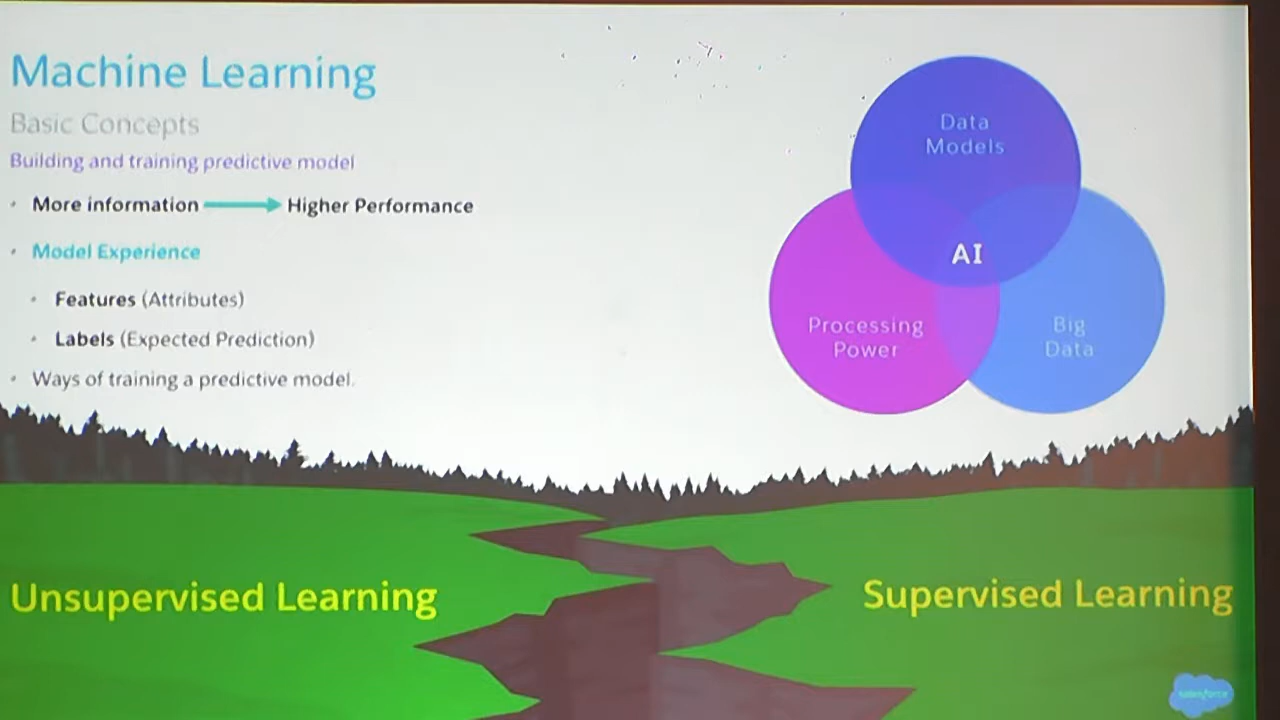 Machine Learning
Basic Concepts
Building and training predictive model
• More information Higher Performance
• Model Experience
• Features (Attributes)
• Labels (Expected Prediction)
• Ways of training a predictive model.
Data
Models
AI
Processing
Power
Big
Data
Unsupervised Learning
Supervised Learning
salesforce